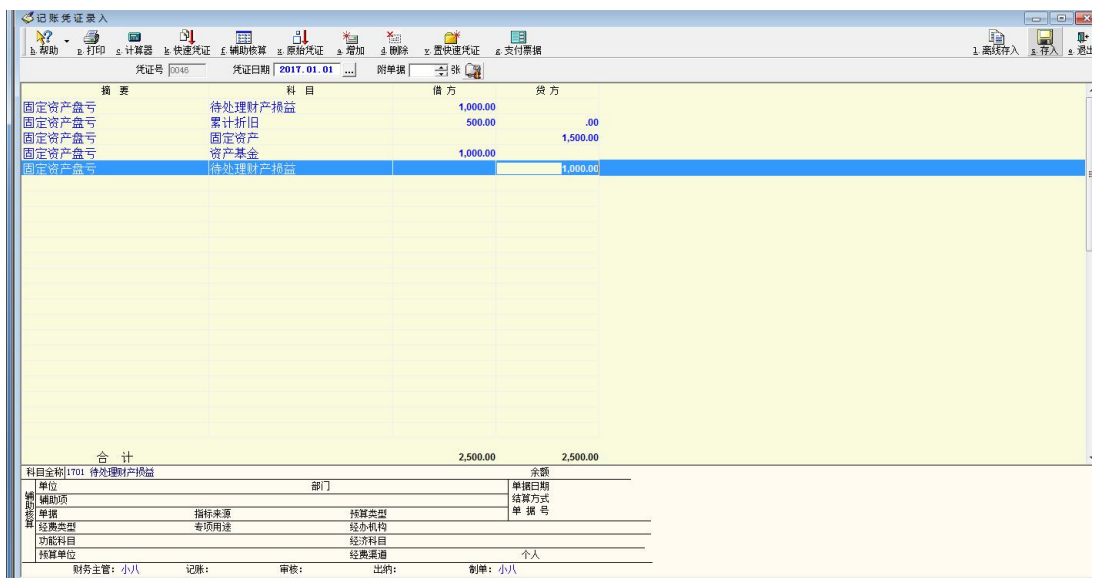 记账凭证录入
h.帮助 p.打印 c.计算器 k.快速凭证 f.辅助核算 x.原始凭证 a.增加 d.删除 z.置快速凭证 g.支付票据 l.离线存入 s.存入 e.退出
凭证号 0046 凭证日期 2017.01.01 ... 附单据 张
摘 要 科 目 借 方 贷 方
固定资产盘亏 待处理财产损益 1,000.00
固定资产盘亏 累计折旧 500.00 .00
固定资产盘亏 固定资产 1,500.00
固定资产盘亏 资产基金 1,000.00
固定资产盘亏 待处理财产损益 1,000.00
合 计 2,500.00 2,500.00
科目全称 1701 待处理财产损益 余额
辅助核算
单位 部门 单据日期
辅助项 结算方式
单据 指标来源 预算类型 单 据 号
经费类型 专项用途 经办机构
功能科目 经济科目
预算单位 经费渠道 个人
财务主管: 小八 记账: 审核: 出纳: 制单: 小八